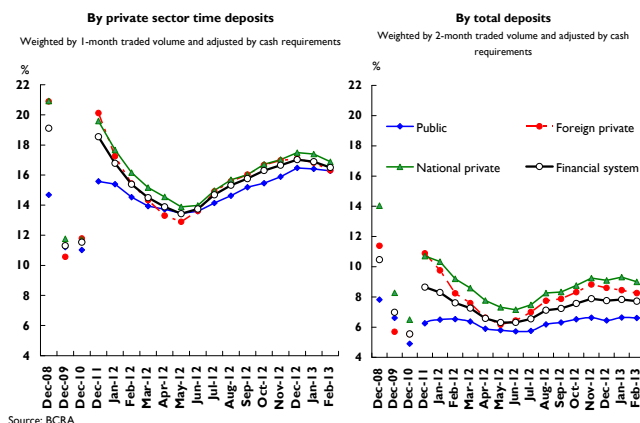 By private sector time deposits
Weighted by 1-month traded volume and adjusted by cash requirements
%
22
20
18
16
14
12
10
8
6
4
Dec-08
Dec-09
Dec-10
Dec-11
Jan-12
Feb-12
Mar-12
Apr-12
May-12
Jun-12
Jul-12
Aug-12
Sep-12
Oct-12
Nov-12
Dec-12
Jan-13
Feb-13
Source: BCRA
By total deposits
Weighted by 2-month traded volume and adjusted by cash
requirements
%
22
20
18
16
14
12
10
8
6
4
Public
Foreign private
National private
Financial system
Dec-08
Dec-09
Dec-10
Dec-11
Jan-12
Feb-12
Mar-12
Apr-12
May-12
Jun-12
Jul-12
Aug-12
Sep-12
Oct-12
Nov-12
Dec-12
Jan-13
Feb-13